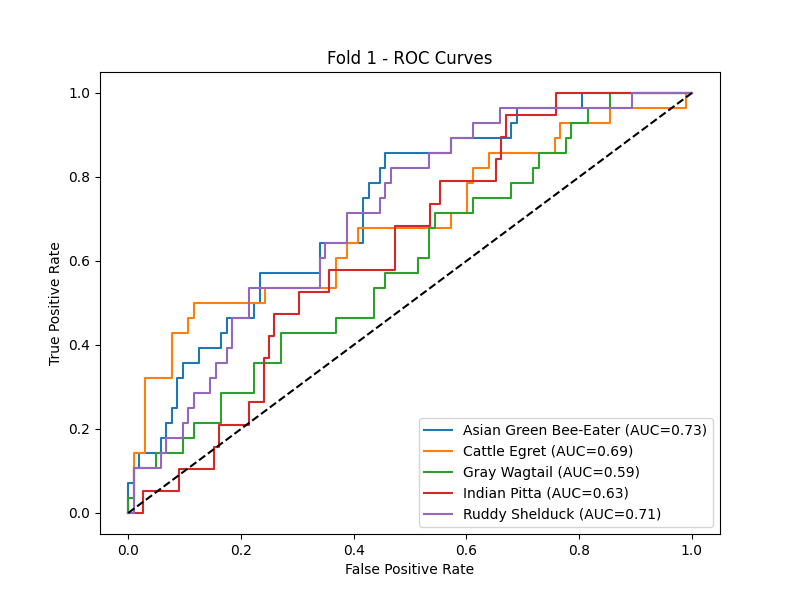 Fold 1 - ROC Curves
True Positive Rate
1.0
0.8
0.6
0.4
0.2
0.0
Asian Green Bee-Eater (AUC=0.73)
Cattle Egret (AUC=0.69)
Gray Wagtail (AUC=0.59)
Indian Pitta (AUC=0.63)
Ruddy Shelduck (AUC=0.71)
0.0 0.2 0.4 0.6 0.8 1.0
False Positive Rate